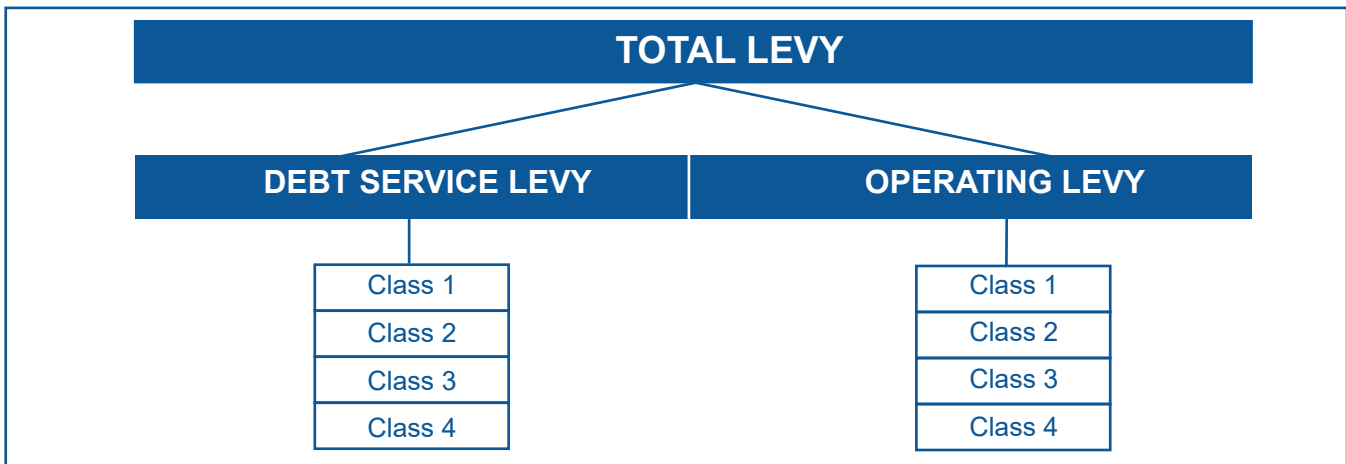 TOTAL LEVY
DEBT SERVICE LEVY
OPERATING LEVY
Class 1
Class 2
Class 3
Class 4
Class 1
Class 2
Class 3
Class 4